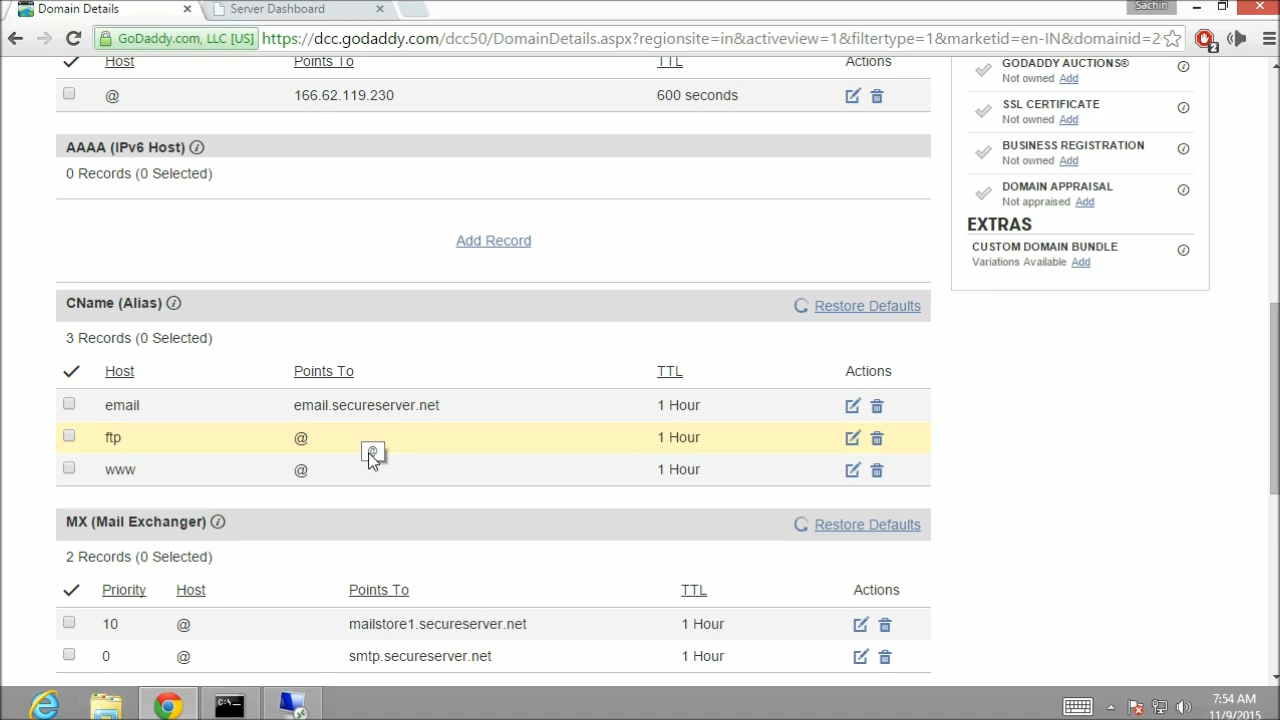 Domain Details
Server Dashboard
Sachin
GoDaddy.com, LLC [US]
https://dcc.godaddy.com/dcc50/DomainDetails.aspx?regionsite=in&activeview=1&filtertype=1&marketid=en-IN&domainid=2
2
Host Points To TTL Actions
@ 166.62.119.230 600 seconds
AAAA (IPv6 Host)
0 Records (0 Selected)
Add Record
CName (Alias) Restore Defaults
3 Records (0 Selected)
Host Points To TTL Actions
email email.secureserver.net 1 Hour
ftp @ 1 Hour
@
www @ 1 Hour
MX (Mail Exchanger) Restore Defaults
2 Records (0 Selected)
Priority Host Points To TTL Actions
10 @ mailstore1.secureserver.net 1 Hour
0 @ smtp.secureserver.net 1 Hour
GODADDY AUCTIONS®
Not owned Add
SSL CERTIFICATE
Not owned Add
BUSINESS REGISTRATION
Not owned Add
DOMAIN APPRAISAL
Not appraised Add
EXTRAS
CUSTOM DOMAIN BUNDLE
Variations Available Add
7:54 AM
11/9/2015